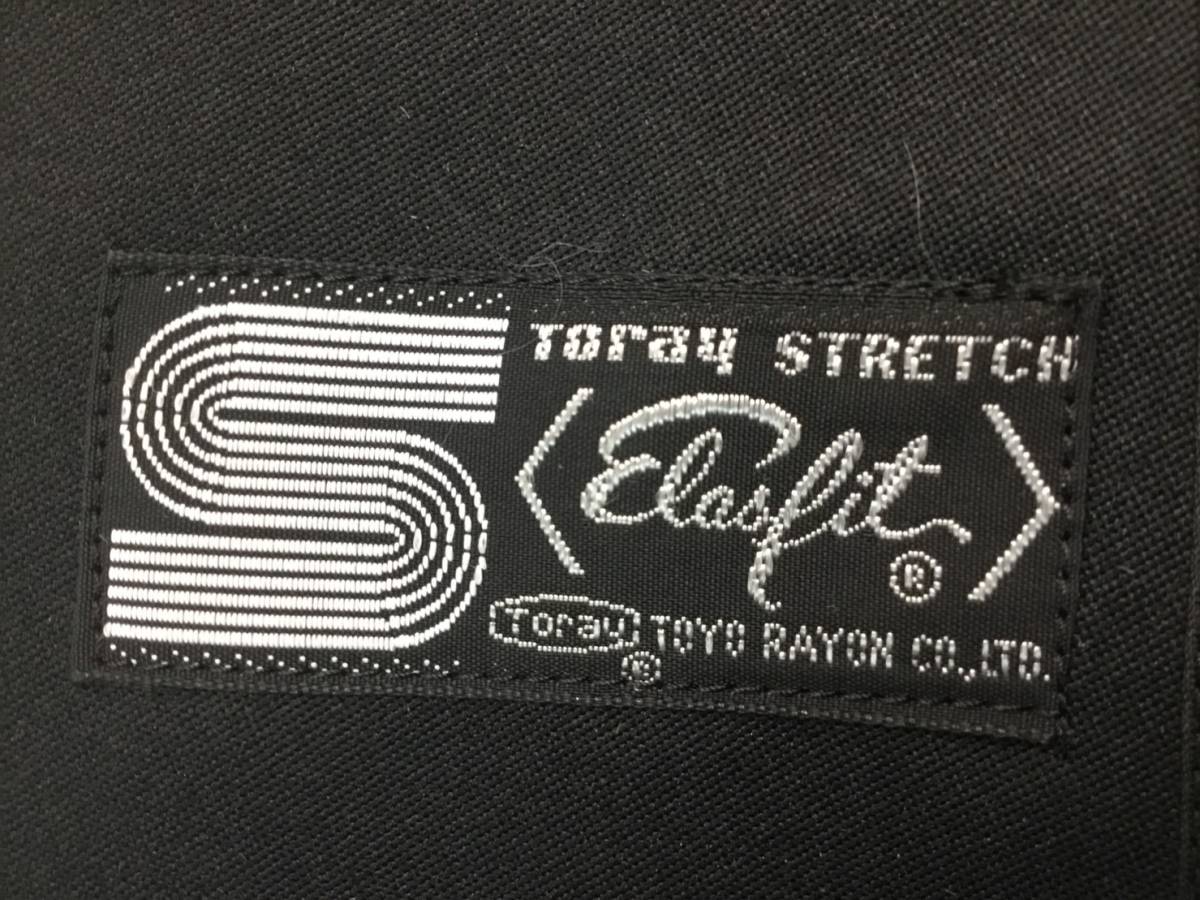 S
Toray STRETCH
〈Elasfit®〉
Toray® TOYO RAYON CO.,LTD.